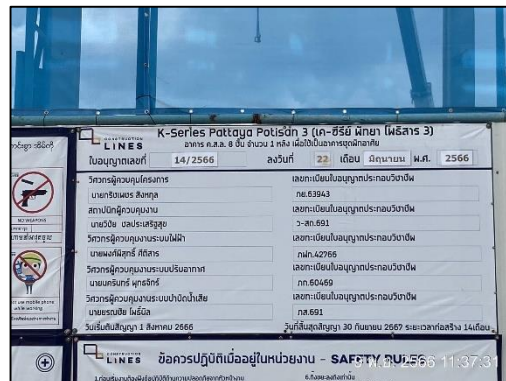 CONSTRUCTION
LINES
K-Series Pattaya Potisan 3 (เค-ซีรีย์ พัทยา โพธิสาร 3)
อาคาร ค.ส.ล. 8 ชั้น จำนวน 1 หลัง เพื่อใช้เป็นอาคารชุดพักอาศัย
ใบอนุญาตเลขที่ 14/2566 ลงวันที่ 22 เดือน มิถุนายน พ.ศ. 2566
วิศวกรผู้ควบคุมโครงการ เลขทะเบียนใบอนุญาตประกอบวิชาชีพ
นายกริชเพชร สิงหกุล ภย.63943
สถาปนิกผู้ควบคุมงาน เลขทะเบียนใบอนุญาตประกอบวิชาชีพ
นายวิชัย ชลประเสริฐสุข ว-สถ.691
วิศวกรผู้ควบคุมงานระบบไฟฟ้า เลขทะเบียนใบอนุญาตประกอบวิชาชีพ
นายพงศ์พิสุทธิ์ ศีติสาร ภฟก.42766
วิศวกรผู้ควบคุมงานระบบปรับอากาศ เลขทะเบียนใบอนุญาตประกอบวิชาชีพ
นายนครินทร์ พุทธจักร์ ภก.60469
วิศวกรผู้ควบคุมงานระบบบำบัดน้ำเสีย เลขทะเบียนใบอนุญาตประกอบวิชาชีพ
นายธณชัย โพธิ์นิล ภส.691
วันเริ่มต้นสัญญา 1 สิงหาคม 2566 วันที่สิ้นสุดสัญญา 30 กันยายน 2567 ระยะเวลาก่อสร้าง 14เดือน
NO WEAPONS
use mobile phone
while working.
CONSTRUCTION
LINES
ข้อควรปฏิบัติเมื่ออยู่ในหน่วยงาน - SAFETY RULES
พ.ย. 2566 11:37:31